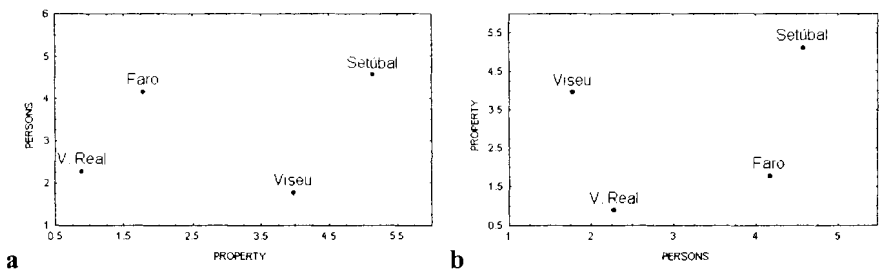 6
5
4
3
2
1
PERSONS
Setúbal
Faro
V. Real
Viseu
0.5
1.5
2.5
3.5
4.5
5.5
PROPERTY
a
5.5
4.5
3.5
2.5
1.5
0.5
PROPERTY
Setúbal
Viseu
Faro
V. Real
1
2
3
4
5
PERSONS
b